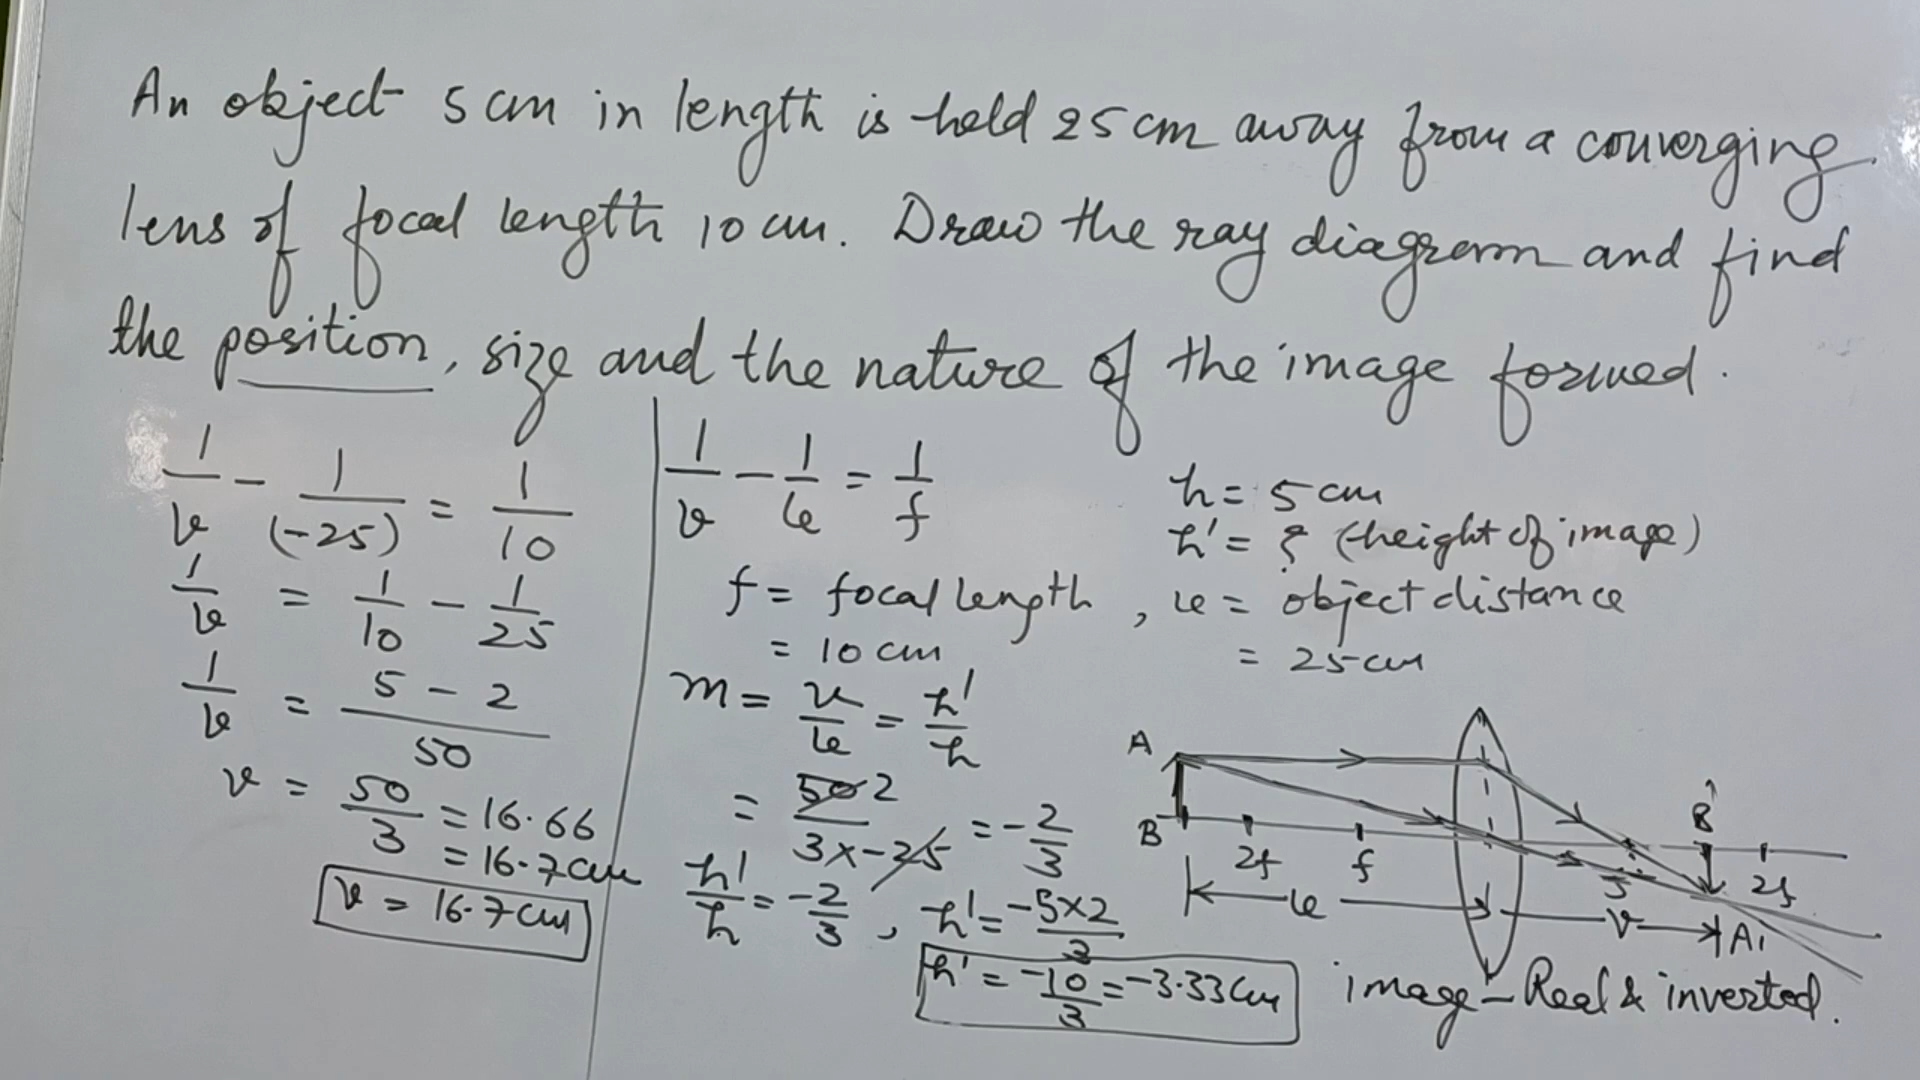 An object 5 cm in length is held 25 cm away from a converging
lens of focal length 10 cm. Draw the ray diagram and find
the position, size and the nature of the image formed.
1/v - 1/(-25) = 1/10
1/v = 1/10 - 1/25
1/v = 5 - 2 / 50
v = 50/3 = 16.66
= 16.7 cm
v = 16.7 cm
1/v - 1/u = 1/f
f = focal length
= 10 cm
m = v/u = h'/h
= 50 2 / 3 x -25 = -2/3
h'/h = -2/3 , h' = -5x2/3
h' = -10/3 = -3.33 cm
h = 5 cm
h' = ? (height of image)
, u = object distance
= 25 cm
A
B
2f
f
u
B'
f
2f
v
A1
image - Real & inverted.